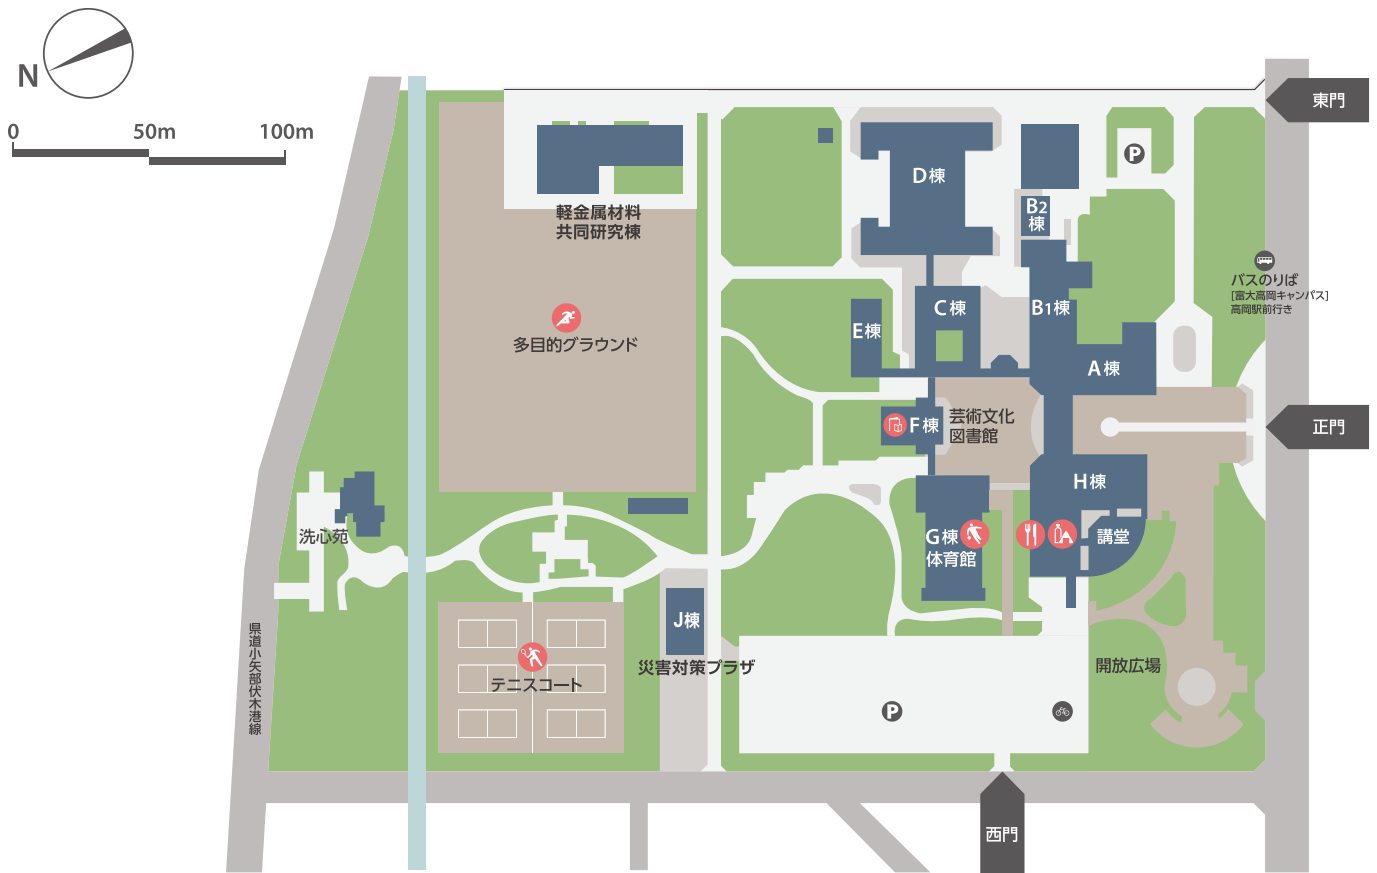 N
0 50m 100m
東門
P
D棟
B2
棟
軽金属材料
共同研究棟
バスのりば
[富大高岡キャンパス]
高岡駅前行き
C棟
B1棟
E棟
多目的グラウンド
A棟
芸術文化
図書館
F棟
正門
H棟
洗心苑
G棟
体育館
講堂
J棟
県道小矢部伏木港線
災害対策プラザ
開放広場
テニスコート
P
西門